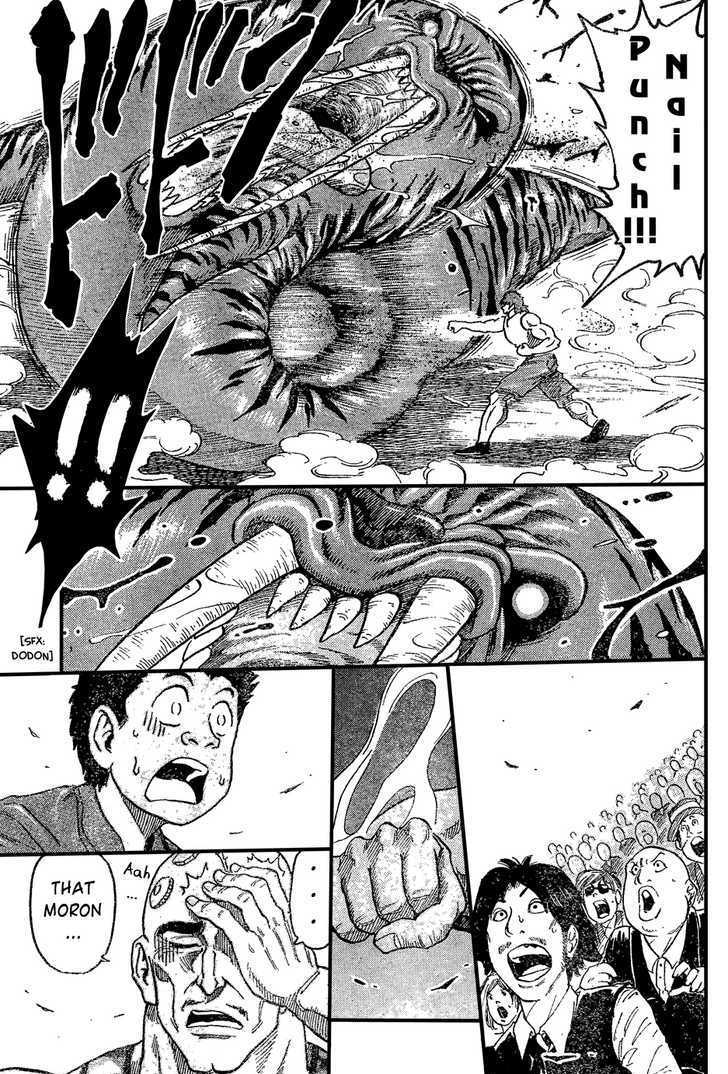 Nail
Punch!!!
ドドドン
!!
[SFX:
DODON]
Aah
...
THAT
MORON
...
...